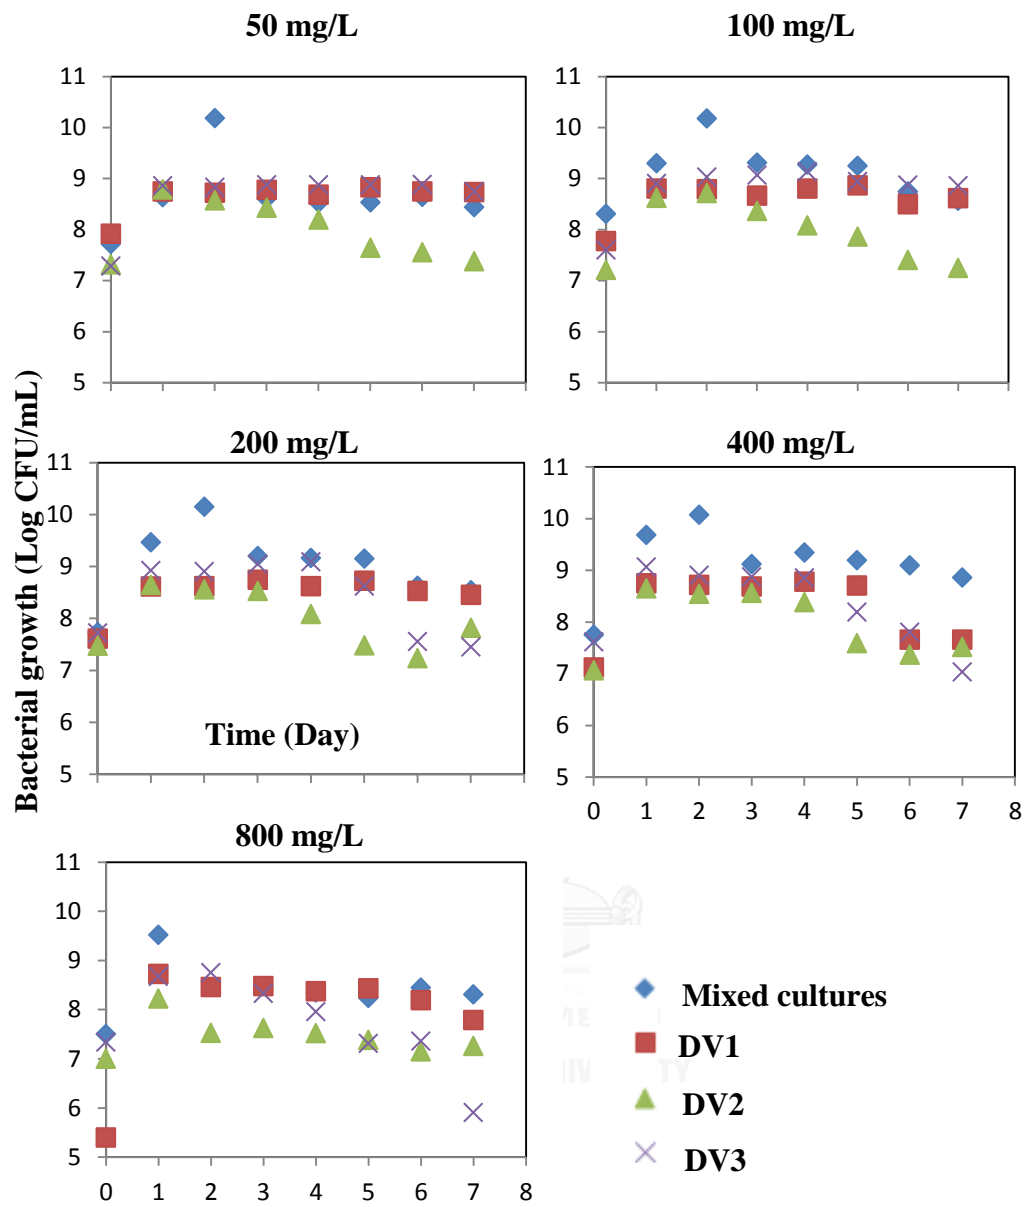 50 mg/L
100 mg/L
11
10
9
8
7
6
5
11
10
9
8
7
6
5
Bacterial growth (Log CFU/mL)
200 mg/L
400 mg/L
11
10
9
8
7
6
5
Time (Day)
11
10
9
8
7
6
5
0 1 2 3 4 5 6 7 8
800 mg/L
11
10
9
8
7
6
5
0 1 2 3 4 5 6 7 8
Mixed cultures
DV1
DV2
DV3